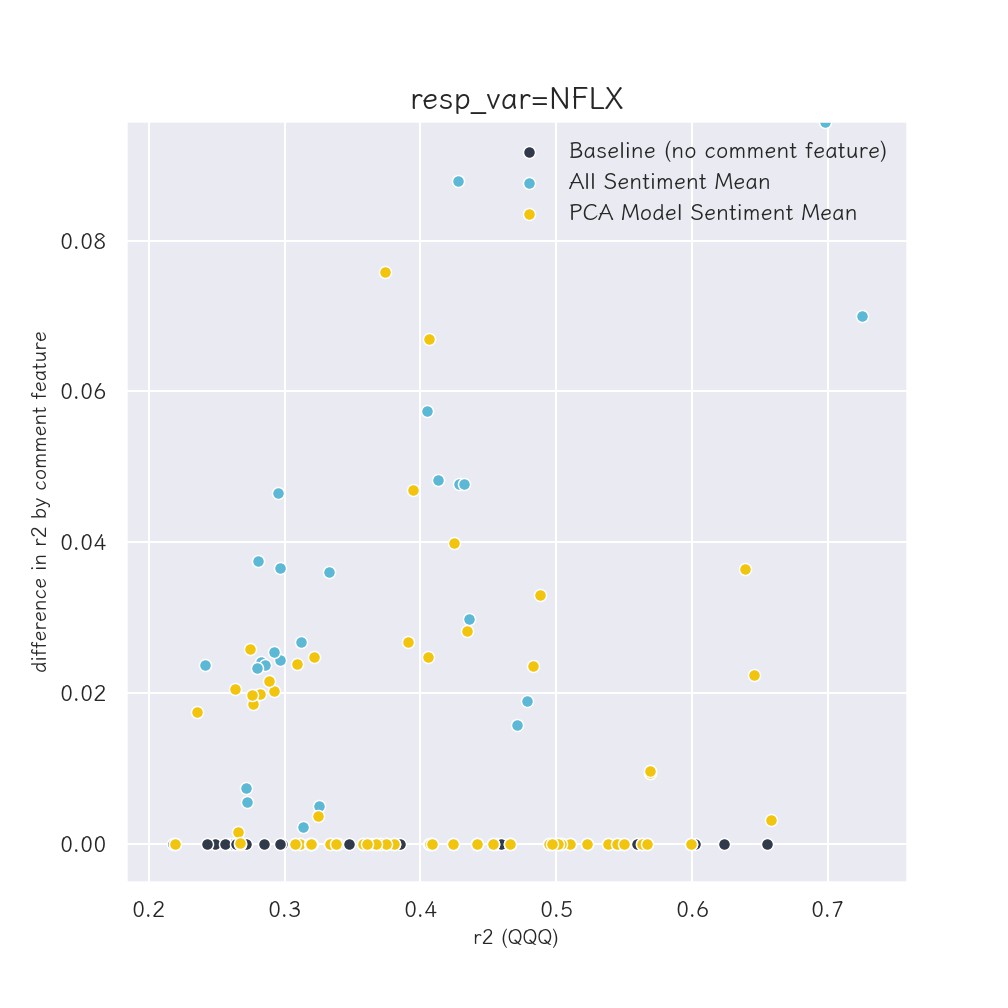 resp_var=NFLX
Baseline (no comment feature)
All Sentiment Mean
PCA Model Sentiment Mean
difference in r2 by comment feature
0.08
0.06
0.04
0.02
0.00
0.2 0.3 0.4 0.5 0.6 0.7
r2 (QQQ)